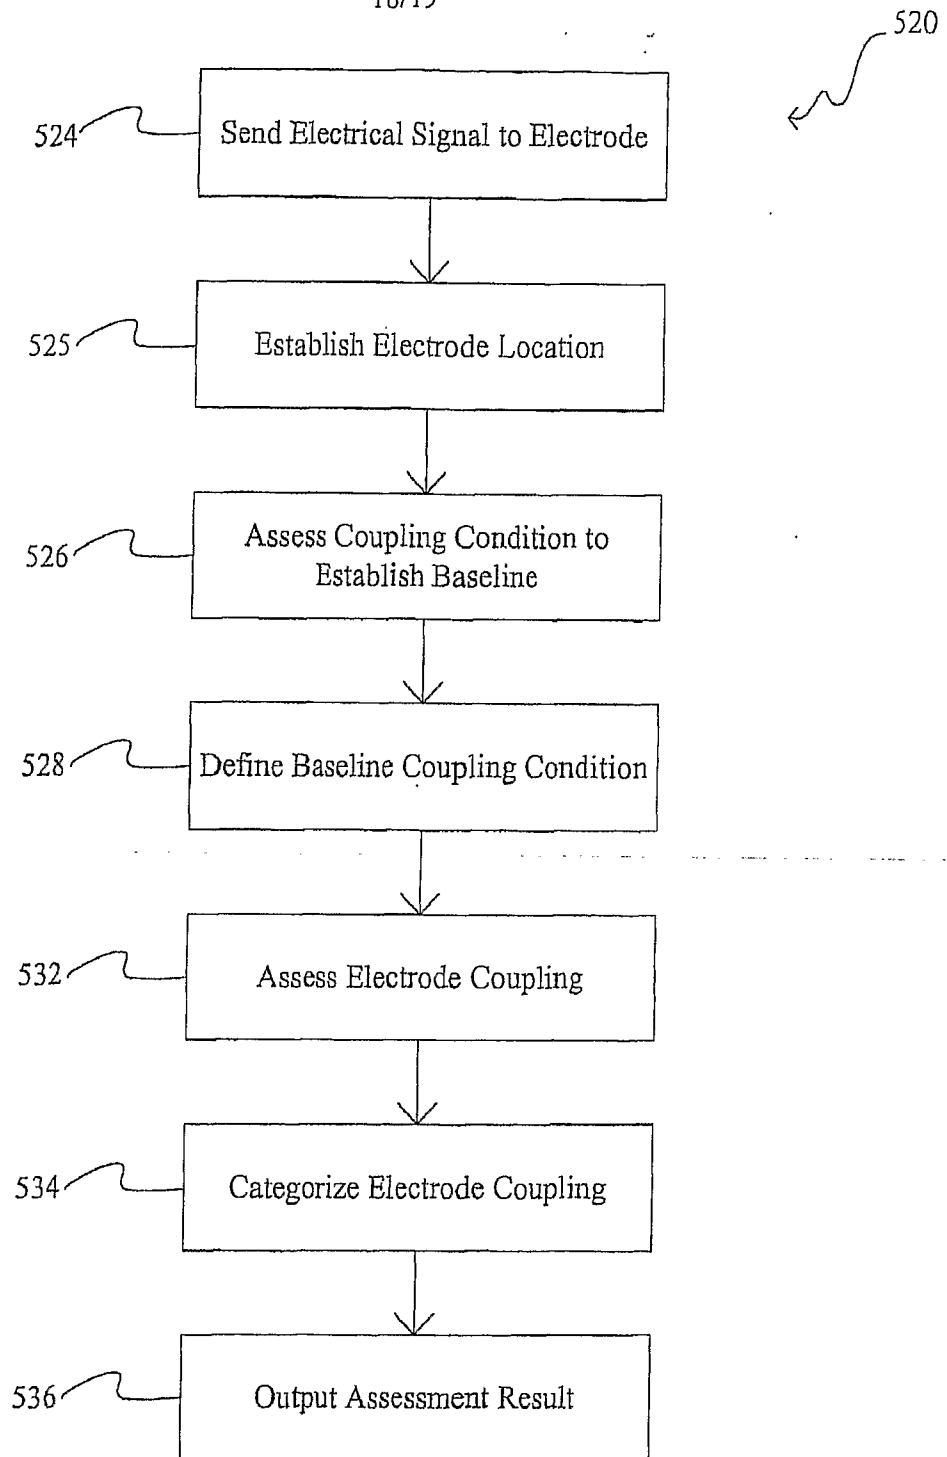 520
524
Send Electrical Signal to Electrode
525
Establish Electrode Location
526
Assess Coupling Condition to
Establish Baseline
528
Define Baseline Coupling Condition
532
Assess Electrode Coupling
534
Categorize Electrode Coupling
536
Output Assessment Result